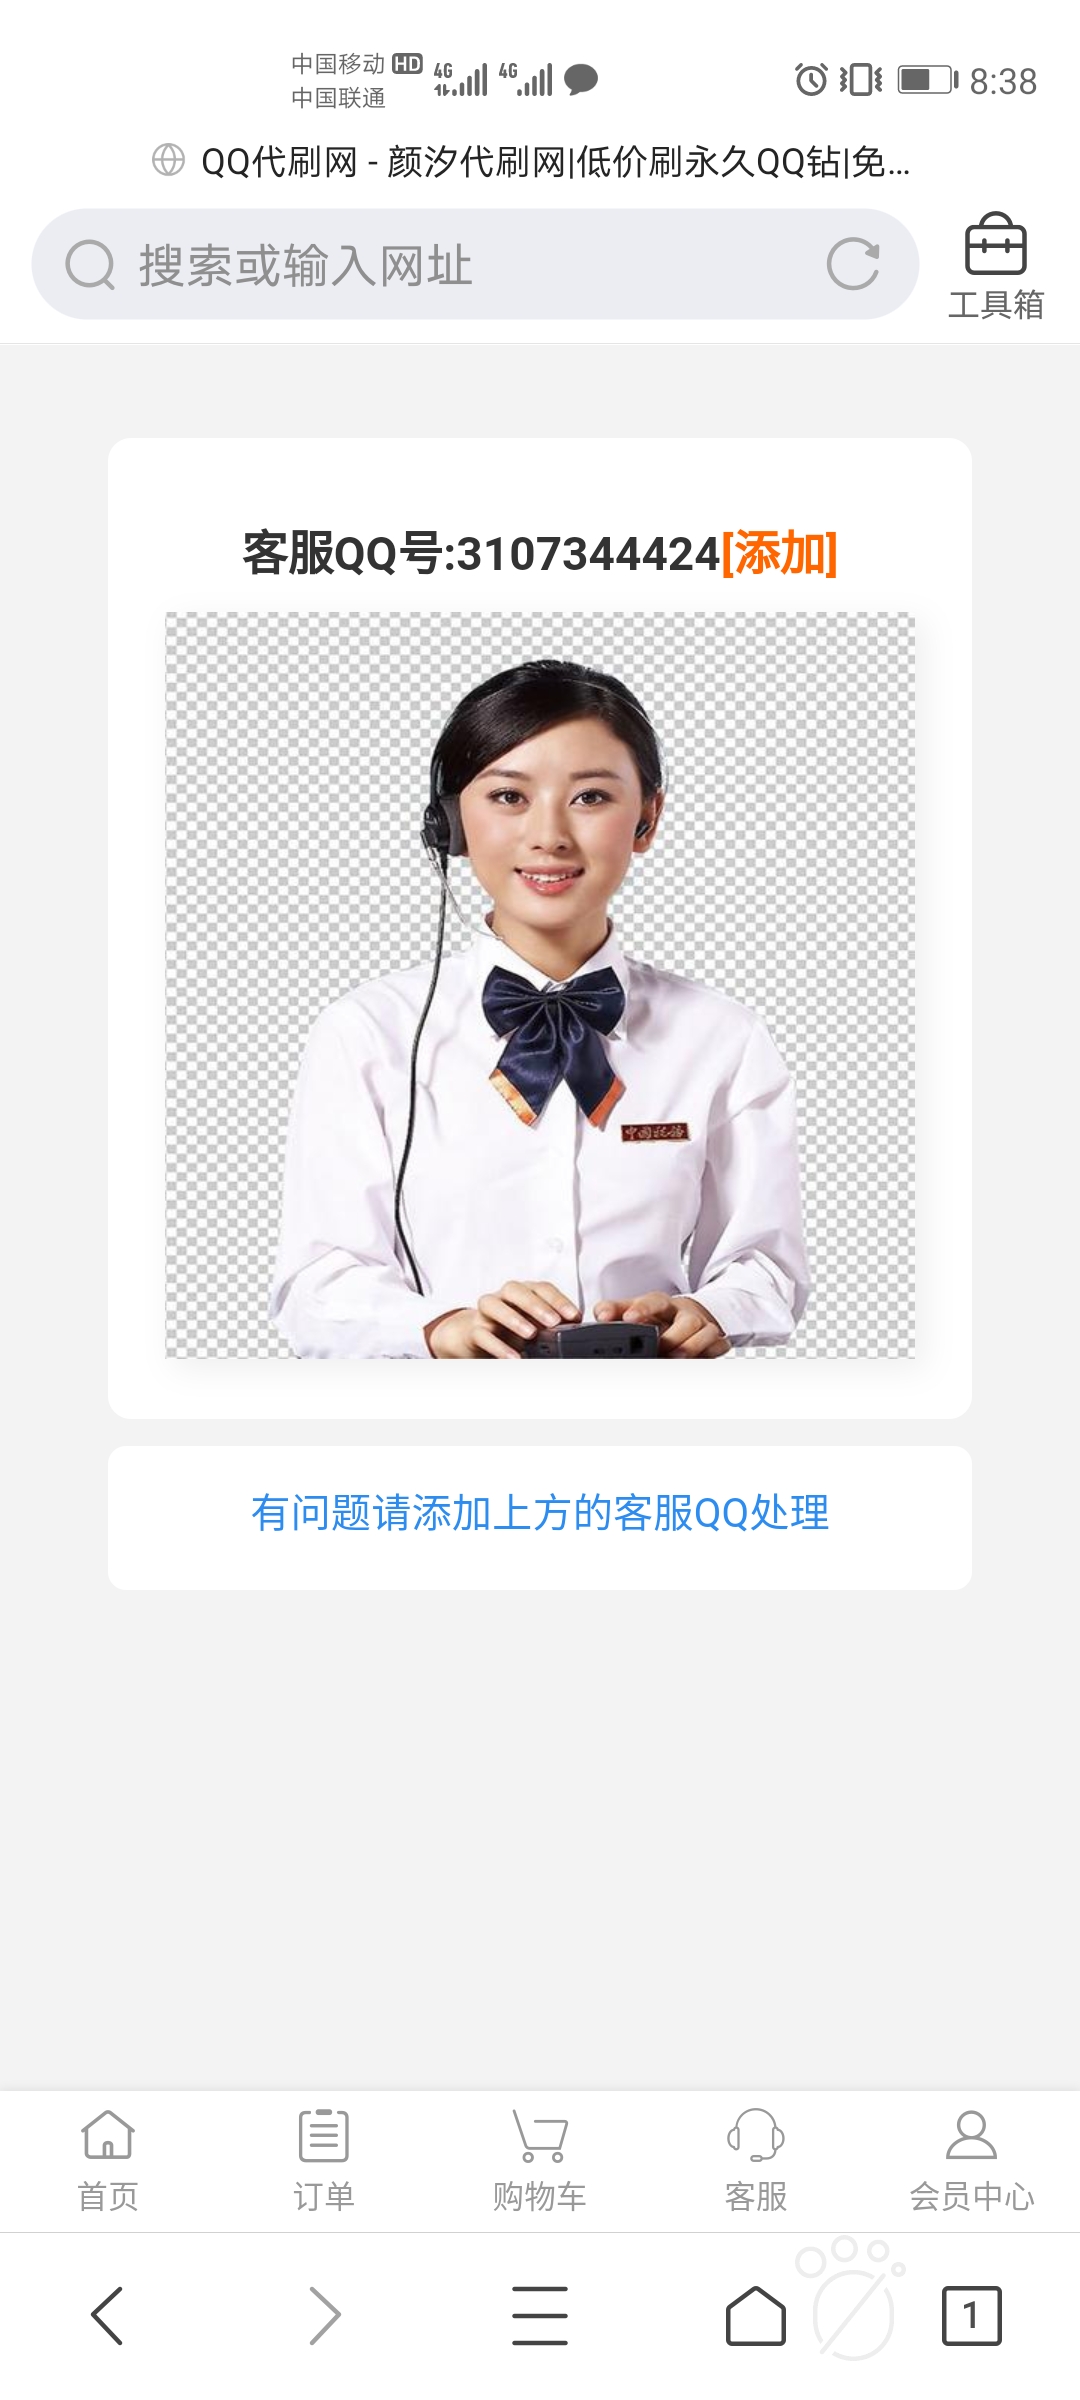 中国移动 HD 4G 4G 8:38
中国联通
QQ代刷网 - 颜汐代刷网|低价刷永久QQ钻|免...
搜索或输入网址
工具箱
客服QQ号:3107344424[添加]
有问题请添加上方的客服QQ处理
首页 订单 购物车 客服 会员中心
1